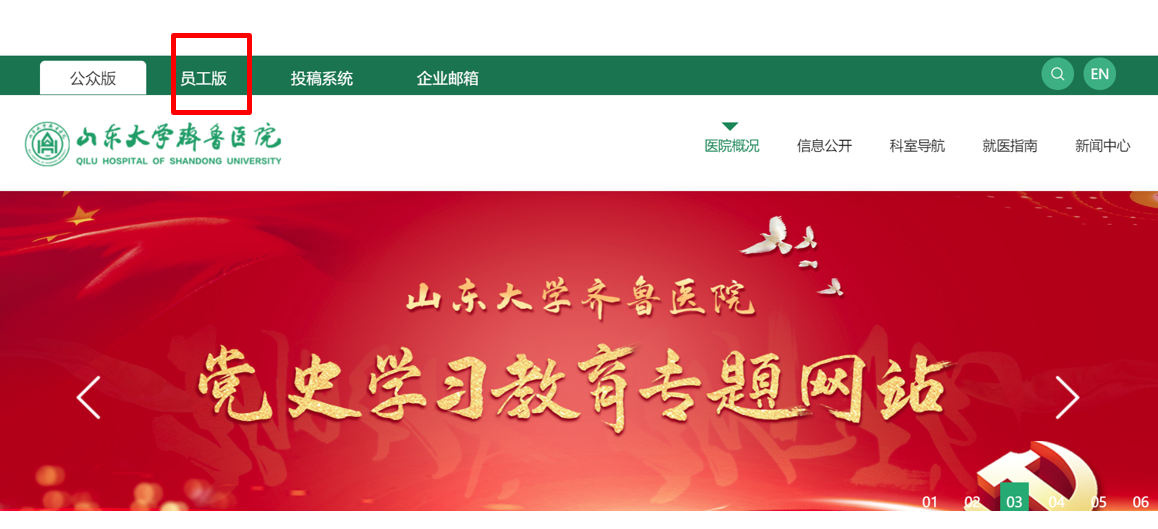 公众版 员工版 投稿系统 企业邮箱 EN
山东大学齊鲁医院
QILU HOSPITAL OF SHANDONG UNIVERSITY
医院概况 信息公开 科室导航 就医指南 新闻中心
山东大学齐鲁医院
党史学习教育专题网站
01 02 03 04 05 06